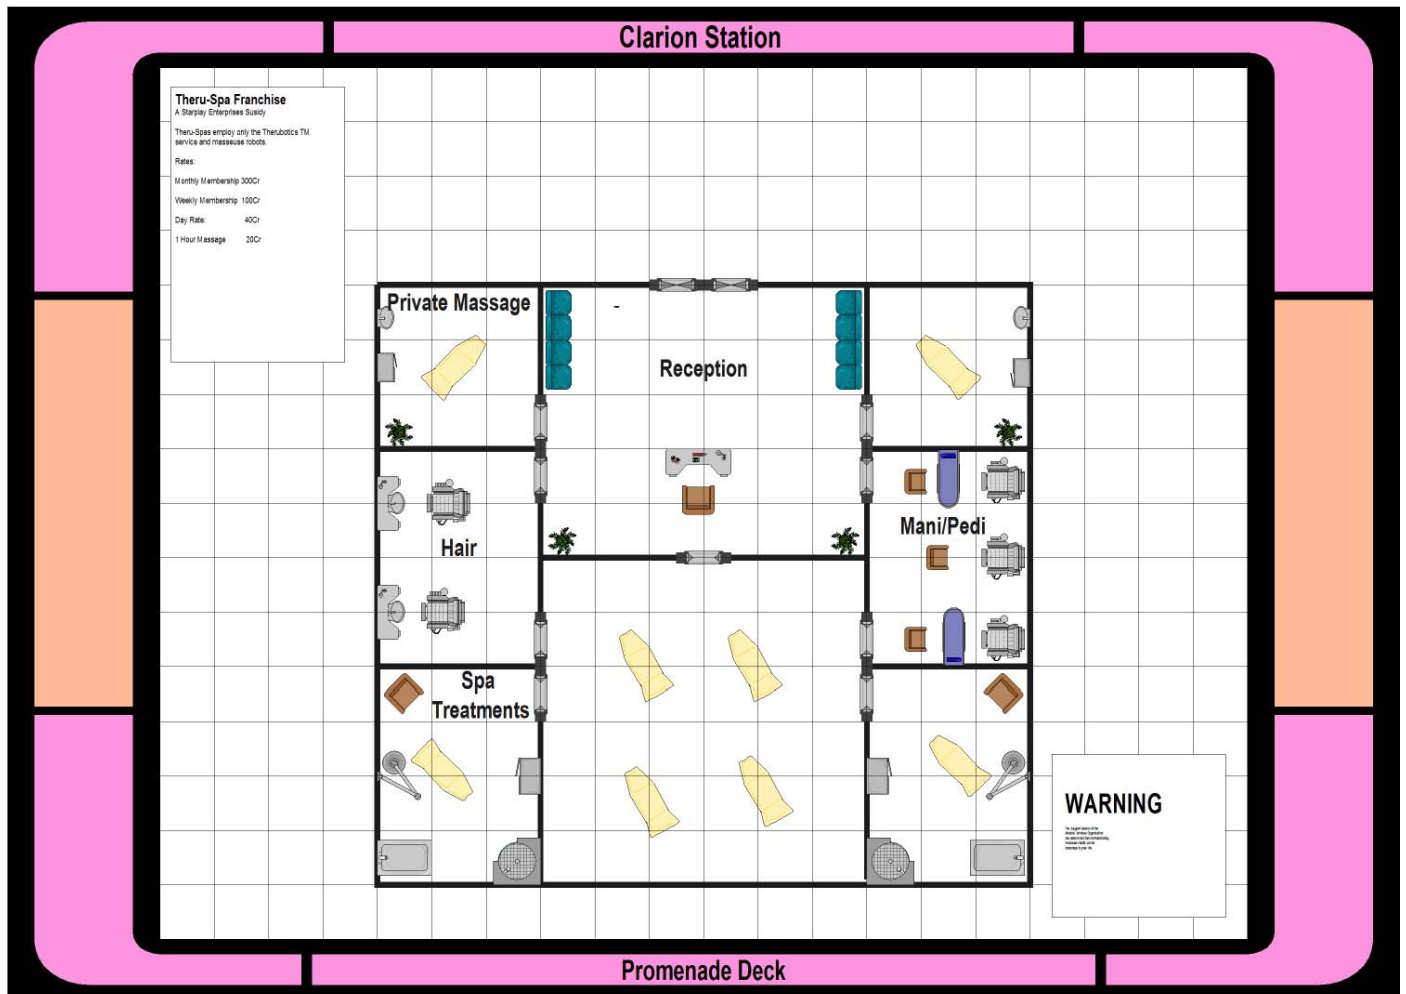 Clarion Station
Theru-Spa Franchise
A Starplay Enterprises Susidy
Theru-Spas employ only the Therubotics TM
service and masseuse robots.
Rates:
Monthly Membership 300Cr
Weekly Membership 100Cr
Day Rate: 40Cr
1 Hour Message 20Cr
Private Massage
Reception
Hair
Mani/Pedi
Spa
Treatments
WARNING
Promenade Deck